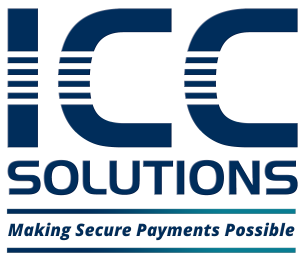 ICC
SOLUTIONS
Making Secure Payments Possible